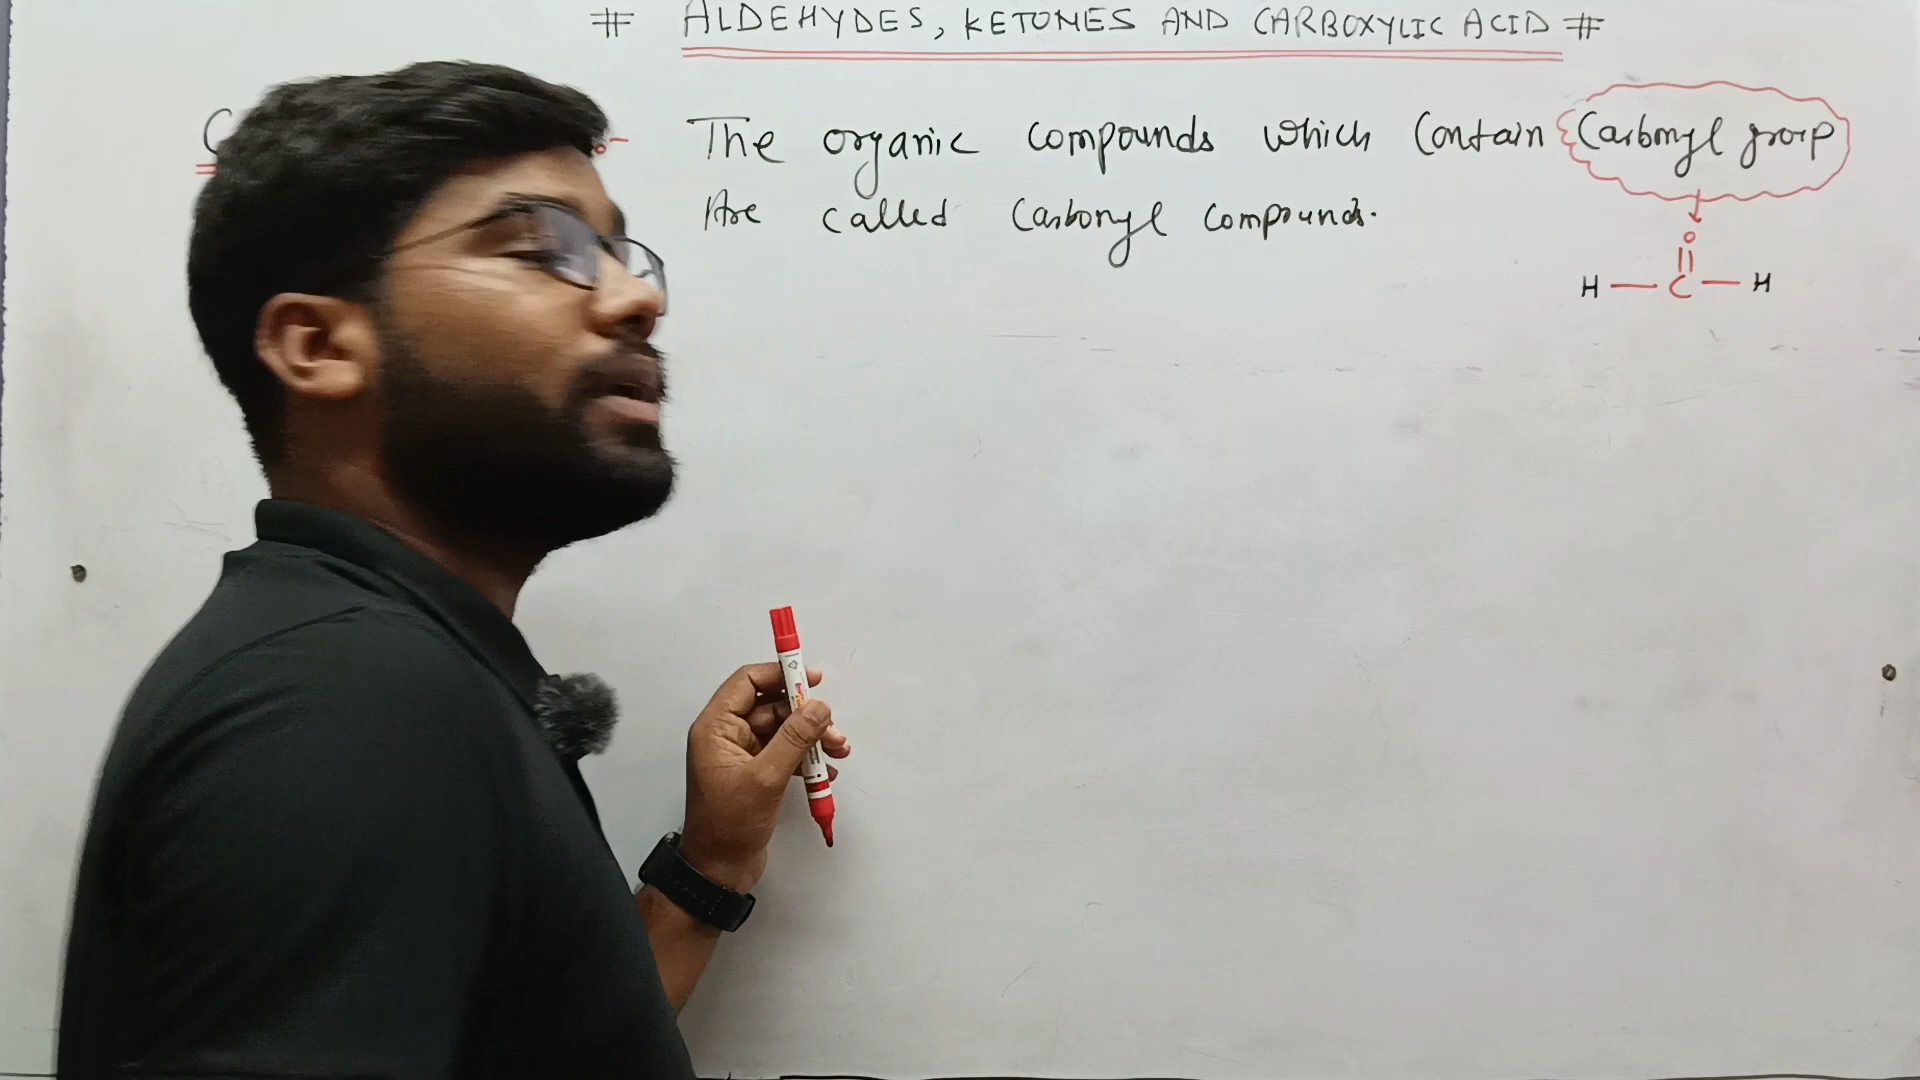 # ALDEHYDES, KETONES AND CARBOXYLIC ACID #
The organic compounds which contain Carbonyl group
Are called Carbonyl compounds.
O
H — C — H